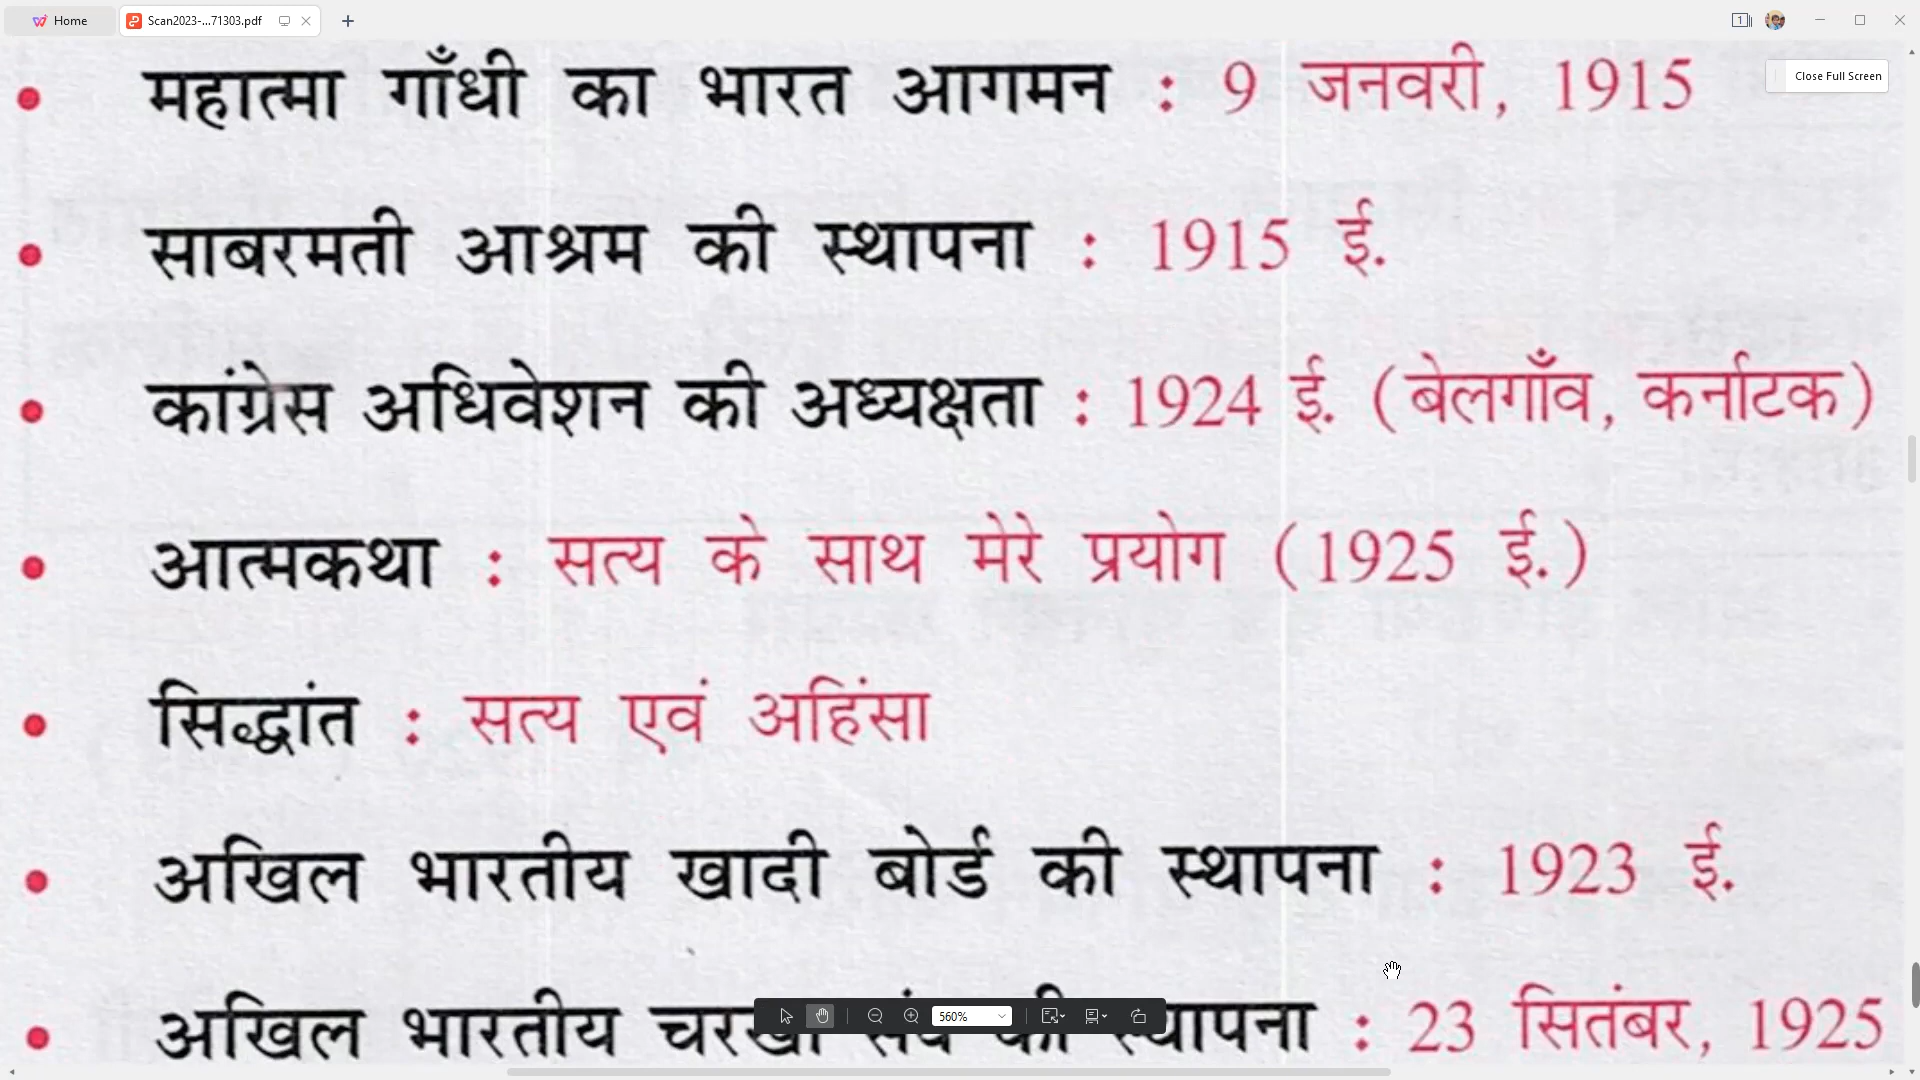 Home
Scan2023-...71303.pdf
1
Close Full Screen
• महात्मा गाँधी का भारत आगमन : 9 जनवरी, 1915
• साबरमती आश्रम की स्थापना : 1915 ई.
• कांग्रेस अधिवेशन की अध्यक्षता : 1924 ई. (बेलगाँव, कर्नाटक)
• आत्मकथा : सत्य के साथ मेरे प्रयोग (1925 ई.)
• सिद्धांत : सत्य एवं अहिंसा
• अखिल भारतीय खादी बोर्ड की स्थापना : 1923 ई.
• अखिल भारतीय चरखा संघ की स्थापना : 23 सितंबर, 1925
560%